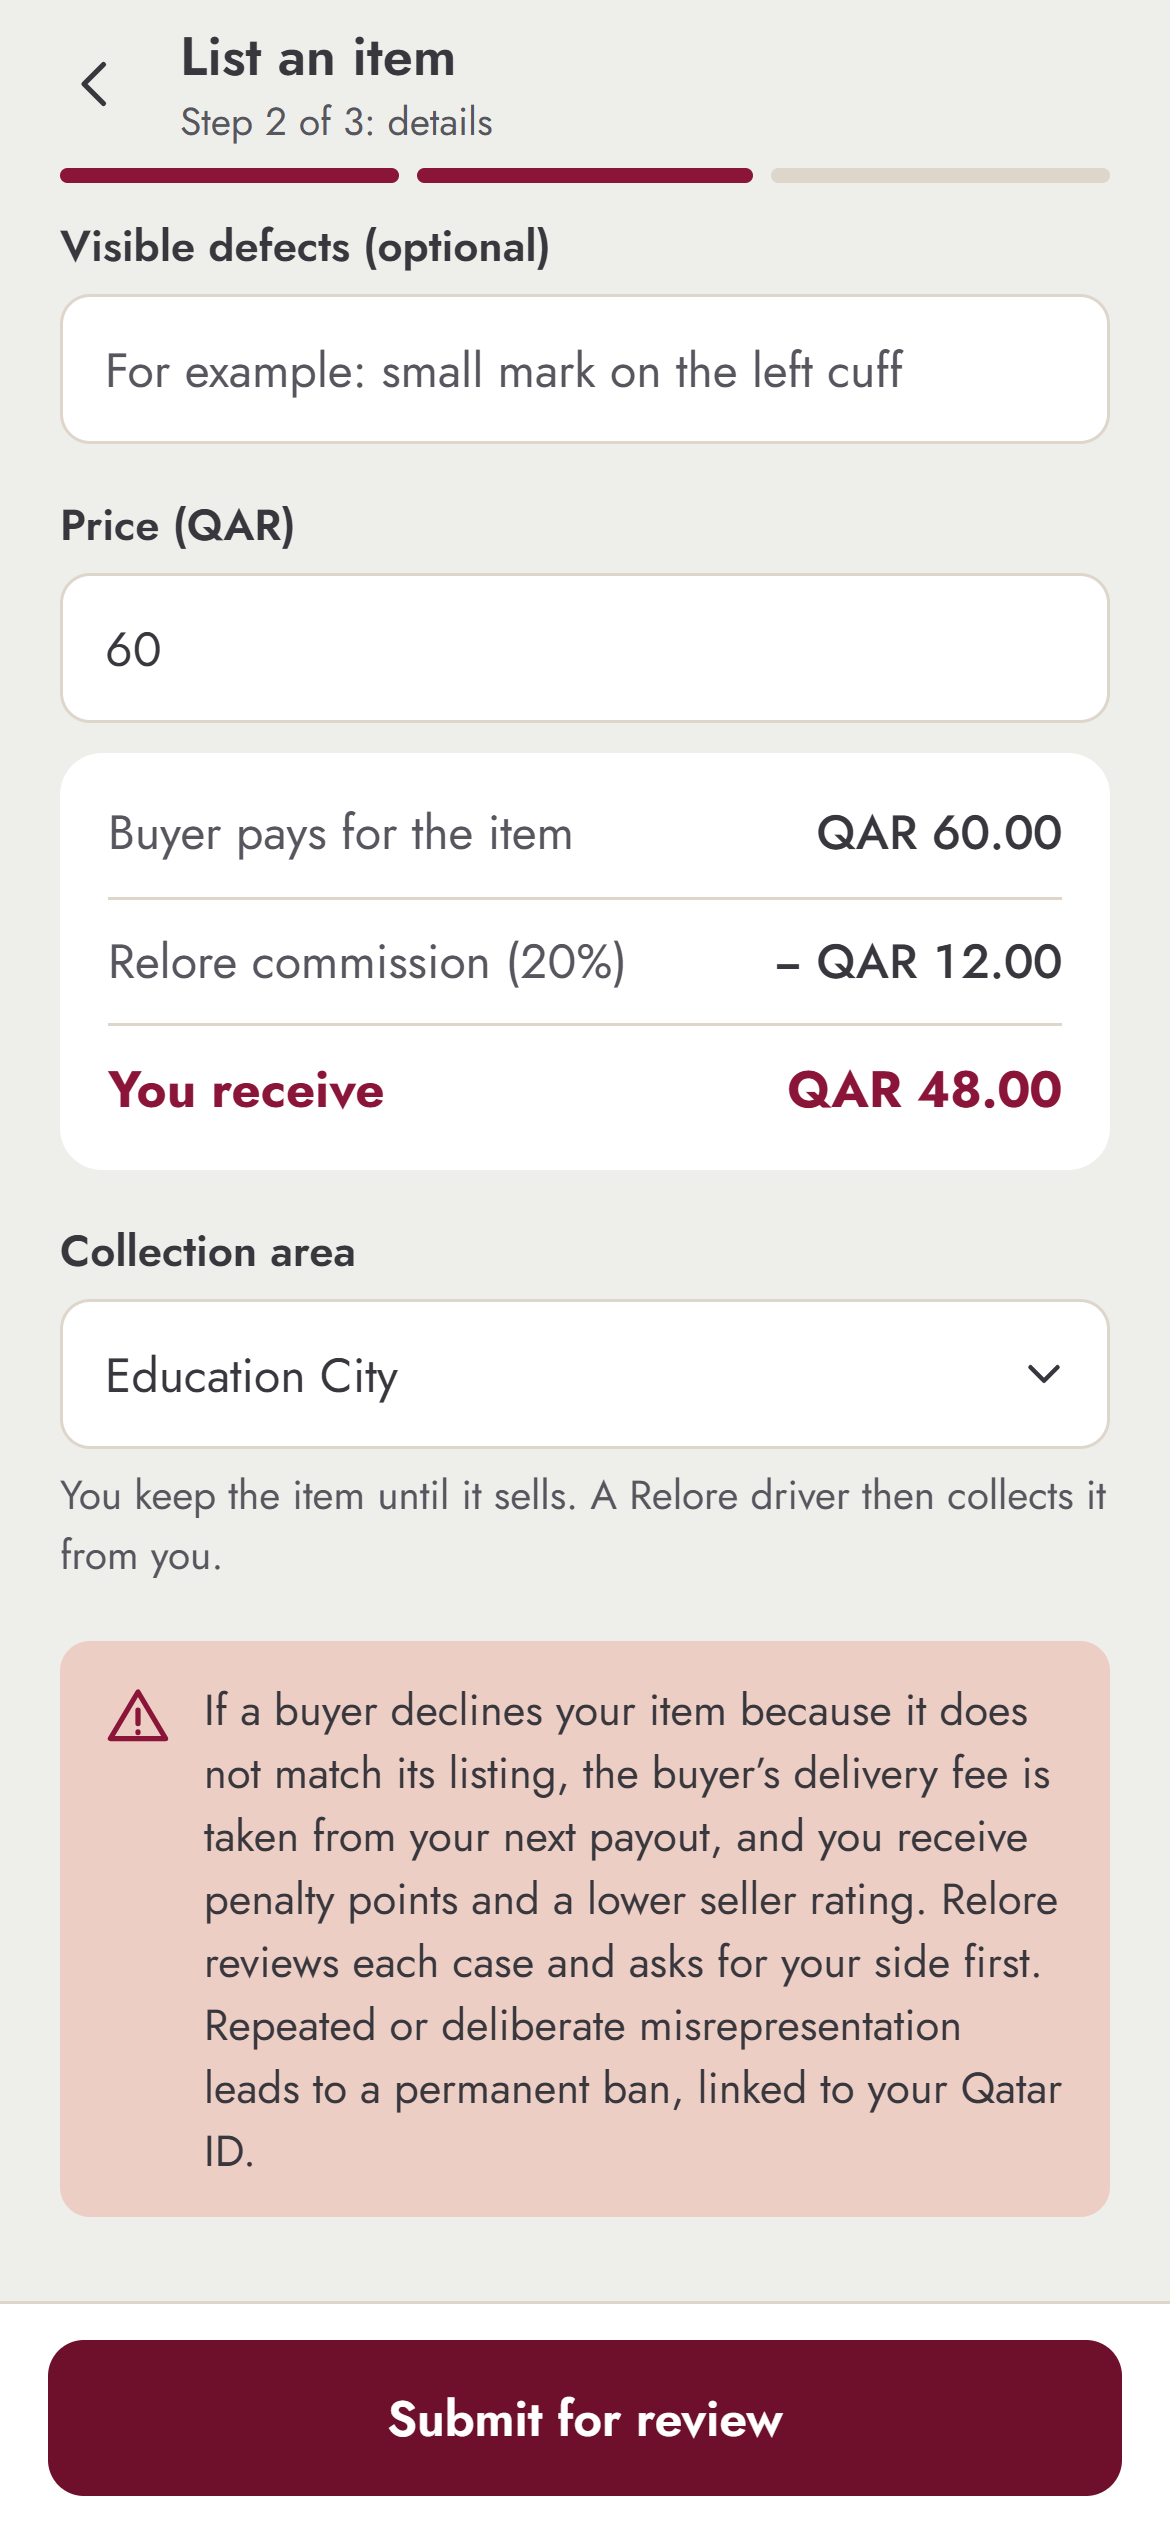 List an item
Step 2 of 3: details
Visible defects (optional)
For example: small mark on the left cuff
Price (QAR)
60
Buyer pays for the item QAR 60.00
Relore commission (20%) – QAR 12.00
You receive QAR 48.00
Collection area
Education City
You keep the item until it sells. A Relore driver then collects it
from you.
If a buyer declines your item because it does
not match its listing, the buyer’s delivery fee is
taken from your next payout, and you receive
penalty points and a lower seller rating. Relore
reviews each case and asks for your side first.
Repeated or deliberate misrepresentation
leads to a permanent ban, linked to your Qatar
ID.
Submit for review